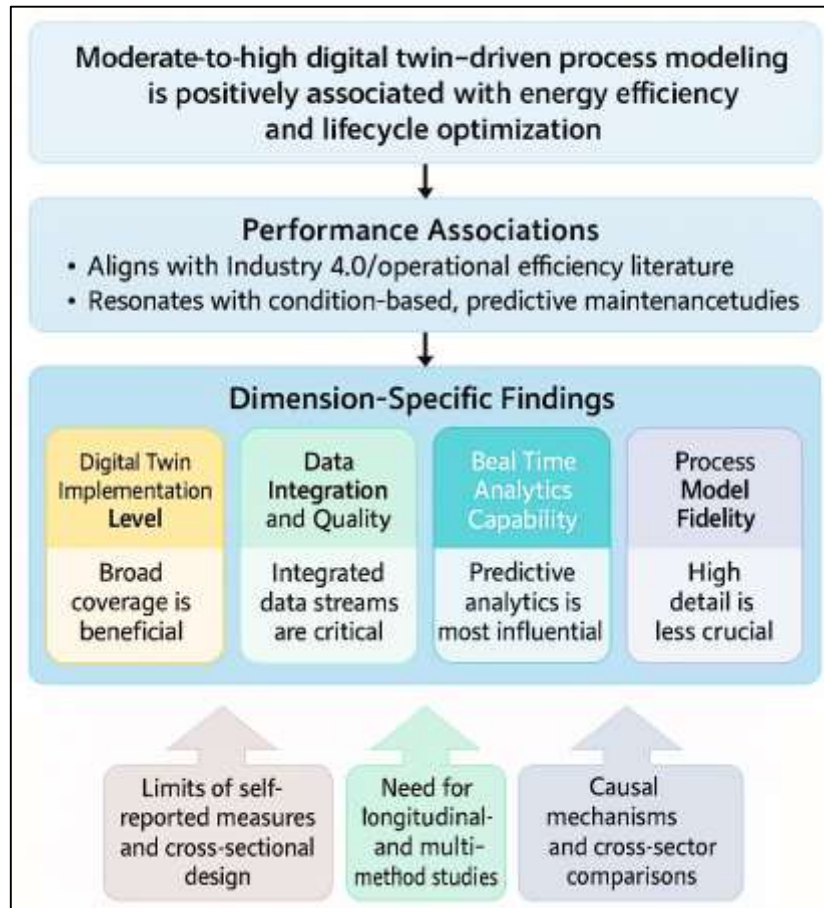 Moderate-to-high digital twin–driven process modeling
is positively associated with energy efficiency
and lifecycle optimization
Performance Associations
• Aligns with Industry 4.0/operational efficiency literature
• Resonates with condition-based, predictive maintenancetudies
Dimension-Specific Findings
Digital Twin
Implementation
Level
Broad
coverage is
beneficial
Data
Integration
and Quality
Integrated
data streams
are critical
Beal Time
Analytics
Capability
Predictive
analytics is
most influential
Process
Model
Fidelity
High
detail is
less crucial
Limits of self-
reported measures
and cross-sectional
design
Need for
longitudinal-
and multi-
method studies
Causal
mechanisms
and cross-sector
comparisons